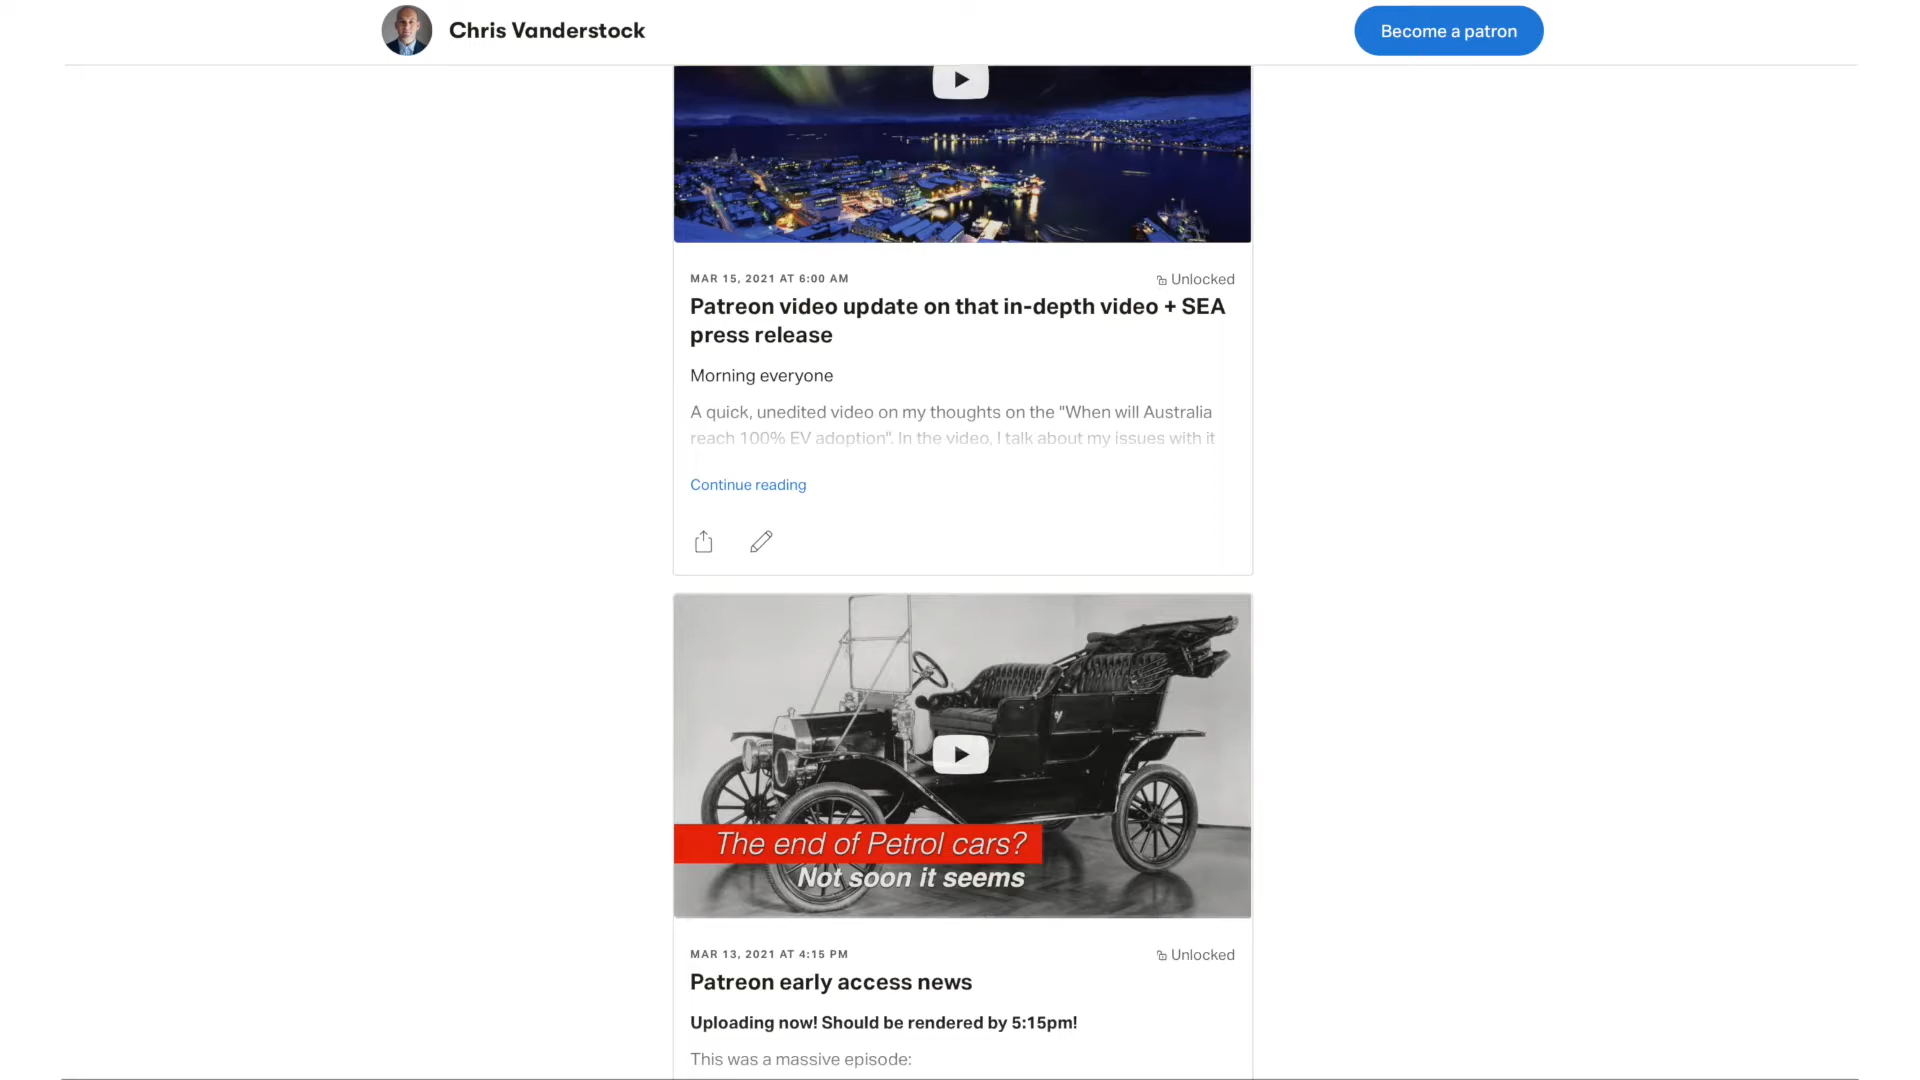 Chris Vanderstock
Become a patron
MAR 15, 2021 AT 6:00 AM
Unlocked
Patreon video update on that in-depth video + SEA
press release
Morning everyone
A quick, unedited video on my thoughts on the "When will Australia
reach 100% EV adoption". In the video, I talk about my issues with it
Continue reading
The end of Petrol cars?
Not soon it seems
MAR 13, 2021 AT 4:15 PM
Unlocked
Patreon early access news
Uploading now! Should be rendered by 5:15pm!
This was a massive episode: